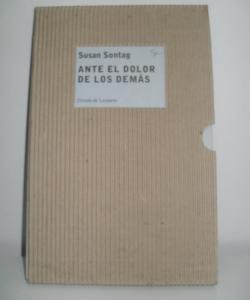 Susan Sontag
ANTE EL DOLOR
DE LOS DEMÁS
Círculo de Lectores